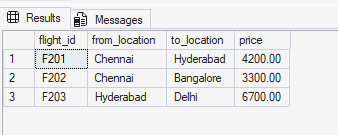 Results Messages
flight_id from_location to_location price
1 F201 Chennai Hyderabad 4200.00
2 F202 Chennai Bangalore 3300.00
3 F203 Hyderabad Delhi 6700.00